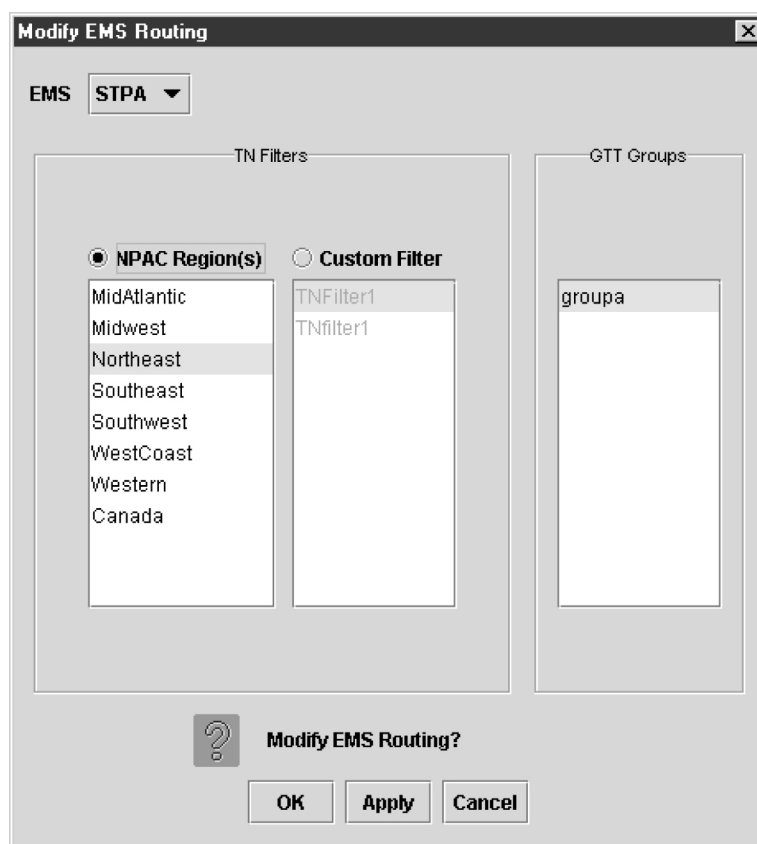 Modify EMS Routing
EMS STPA
TN Filters
GTT Groups
NPAC Region(s)
Custom Filter
MidAtlantic
Midwest
Northeast
Southeast
Southwest
WestCoast
Western
Canada
TNFilter1
TNfilter1
groupa
Modify EMS Routing?
OK Apply Cancel